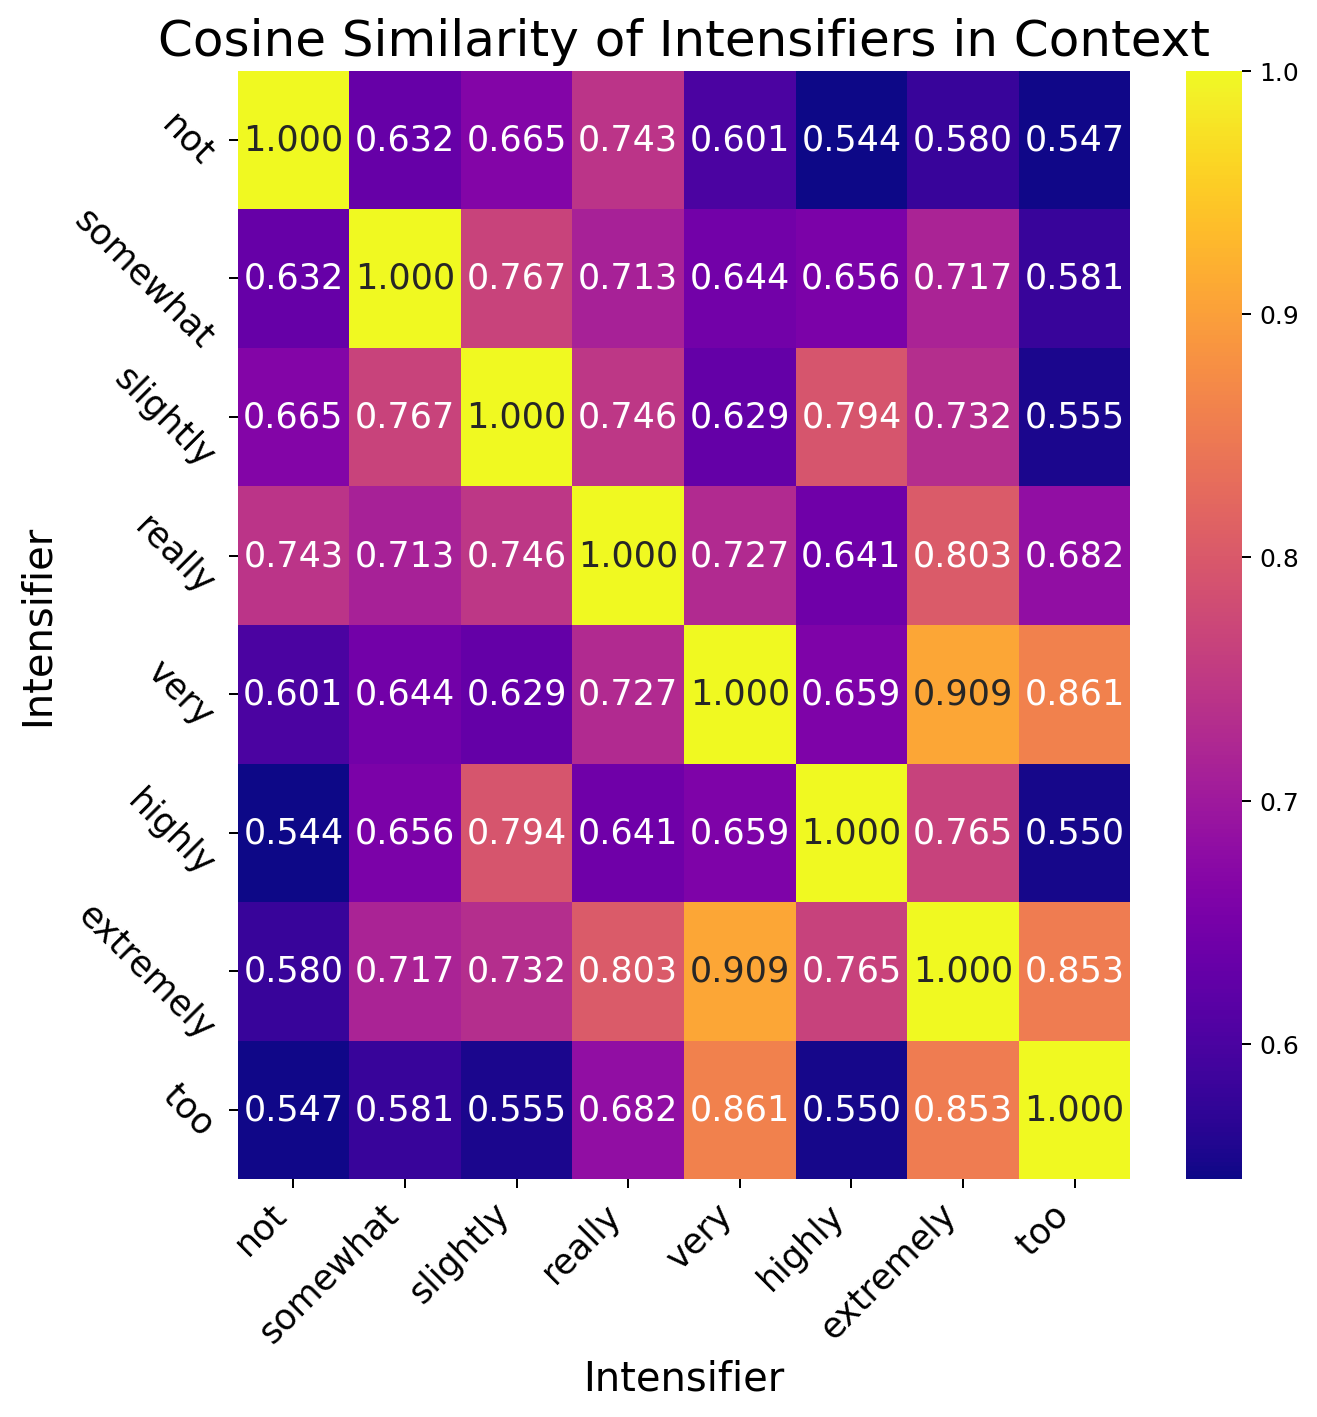 Cosine Similarity of Intensifiers in Context
not 1.000 0.632 0.665 0.743 0.601 0.544 0.580 0.547
somewhat 0.632 1.000 0.767 0.713 0.644 0.656 0.717 0.581
slightly 0.665 0.767 1.000 0.746 0.629 0.794 0.732 0.555
really 0.743 0.713 0.746 1.000 0.727 0.641 0.803 0.682
very 0.601 0.644 0.629 0.727 1.000 0.659 0.909 0.861
highly 0.544 0.656 0.794 0.641 0.659 1.000 0.765 0.550
extremely 0.580 0.717 0.732 0.803 0.909 0.765 1.000 0.853
too 0.547 0.581 0.555 0.682 0.861 0.550 0.853 1.000
not somewhat slightly really very highly extremely too
Intensifier
Intensifier
1.0
0.9
0.8
0.7
0.6